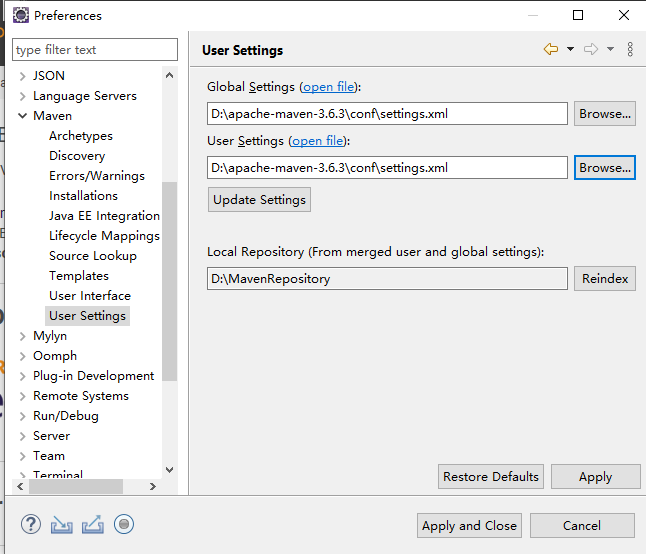 Preferences
type filter text
JSON
Language Servers
Maven
Archetypes
Discovery
Errors/Warnings
Installations
Java EE Integration
Lifecycle Mappings
Source Lookup
Templates
User Interface
User Settings
Mylyn
Oomph
Plug-in Development
Remote Systems
Run/Debug
Server
Team
Terminal
User Settings
Global Settings (open file):
D:\apache-maven-3.6.3\conf\settings.xml Browse...
User Settings (open file):
D:\apache-maven-3.6.3\conf\settings.xml Browse...
Update Settings
Local Repository (From merged user and global settings):
D:\MavenRepository Reindex
Restore Defaults Apply
Apply and Close Cancel